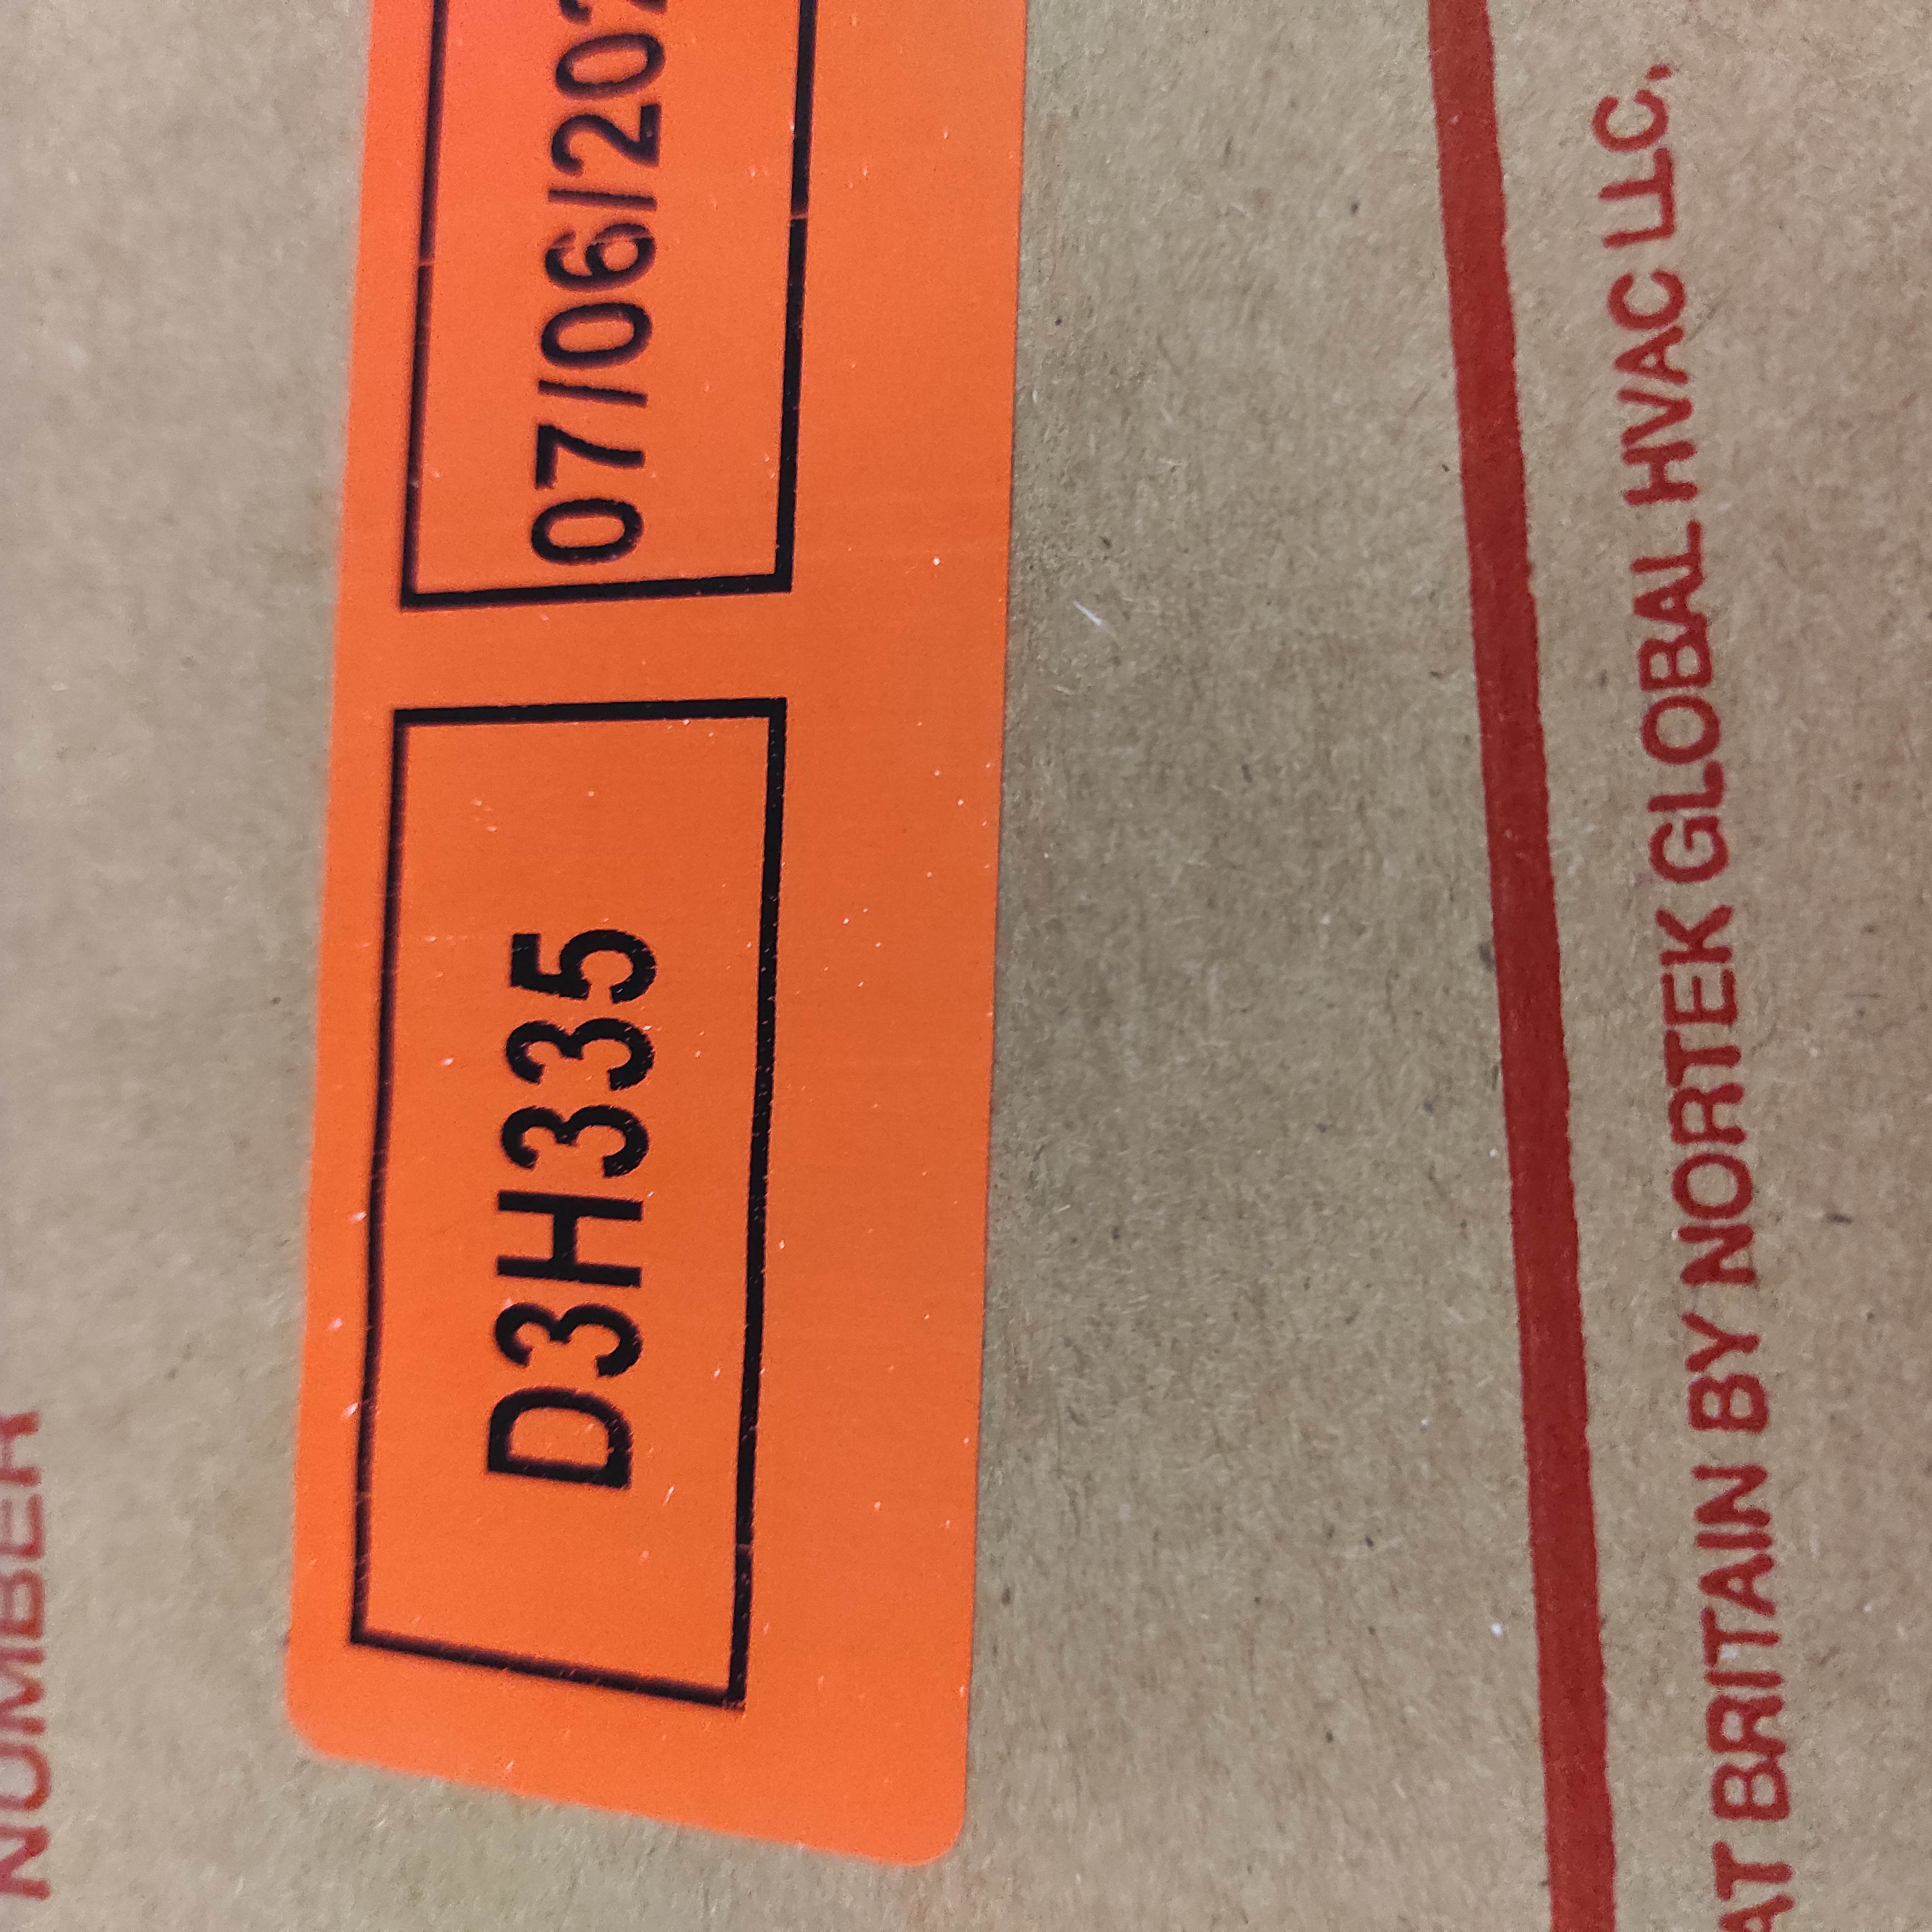 NUMBER
D3H335 07/06/202
AT BRITAIN BY NORTEK GLOBAL HVAC LLC.